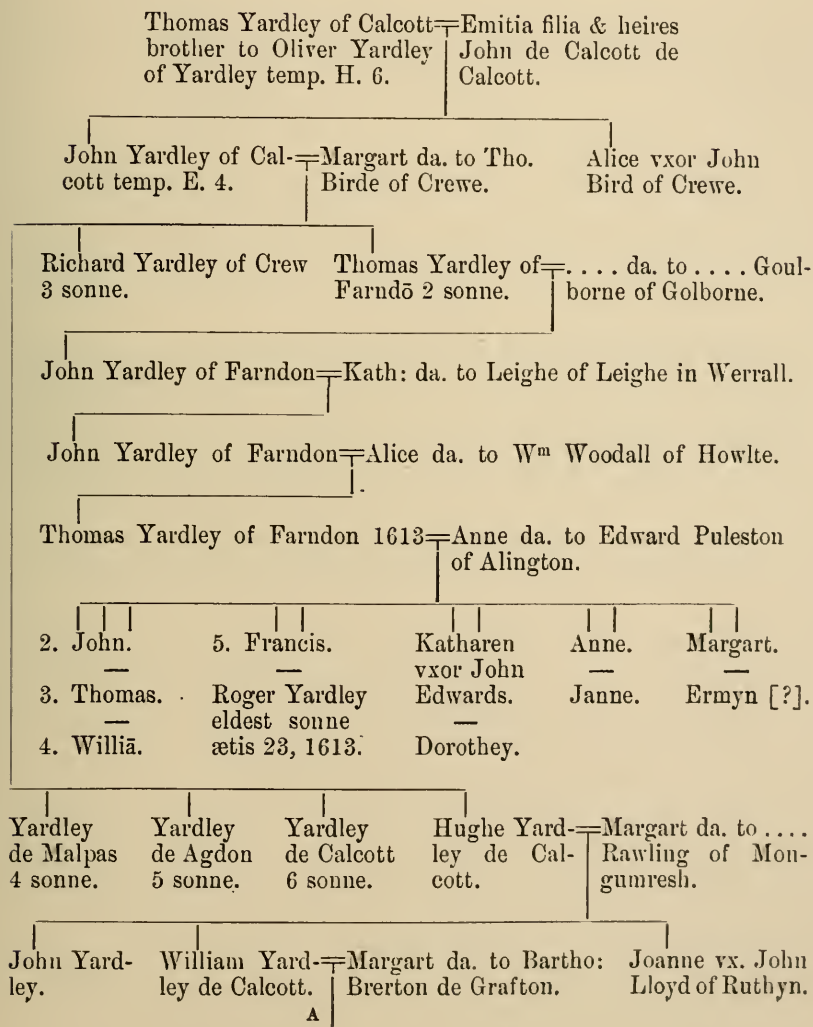 Thomas Yardley of Calcott=Emitia filia & heires
brother to Oliver Yardley John de Calcott de
of Yardley temp. H. 6. Calcott.
John Yardley of Cal-=Margart da. to Tho. Alice vxor John
cott temp. E. 4. Birde of Crewe. Bird of Crewe.
Richard Yardley of Crew Thomas Yardley of=. . . . da. to . . . . Goul-
3 sonne. Farndō 2 sonne. borne of Golborne.
John Yardley of Farndon=Kath: da. to Leighe of Leighe in Werrall.
John Yardley of Farndon=Alice da. to Wᵐ Woodall of Howlte.
Thomas Yardley of Farndon 1613=Anne da. to Edward Puleston
of Alington.
2. John. 5. Francis. Katharen Anne. Margart.
vxor John
3. Thomas. Roger Yardley Edwards. Janne. Ermyn [?].
eldest sonne
4. Williā. ætis 23, 1613. Dorothey.
Yardley Yardley Yardley Hughe Yard-=Margart da. to . . . .
de Malpas de Agdon de Calcott ley de Cal- Rawling of Mon-
4 sonne. 5 sonne. 6 sonne. cott. gumresh.
John Yard- William Yard-=Margart da. to Bartho: Joanne vx. John
ley. ley de Calcott. Brerton de Grafton. Lloyd of Ruthyn.
A